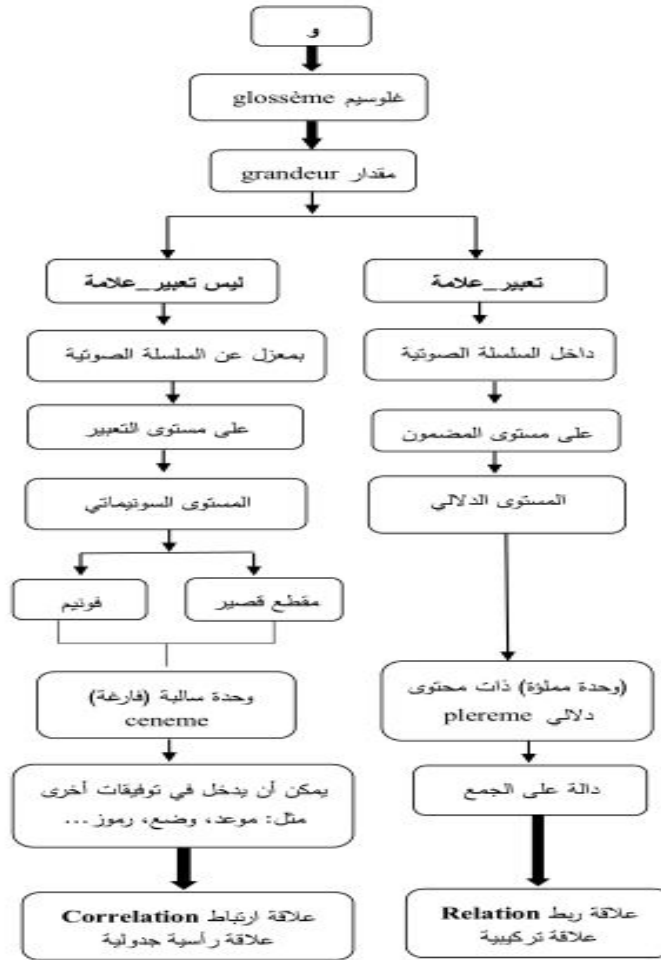 و
غلوسيم glossème
مقدار grandeur
تعبير_علامة
ليس تعبير_علامة
داخل السلسلة الصوتية
بمعزل عن السلسلة الصوتية
على مستوى المضمون
على مستوى التعبير
المستوى الدلالي
المستوى السونيماتي
مقطع قصير
فونيم
(وحدة مملؤة) ذات محتوى
دلالي plereme
وحدة سالبة (فارغة)
ceneme
دالة على الجمع
يمكن أن يدخل في توفيقات أخرى
مثل: موعد، وضع، رموز ...
علاقة ربط Relation
علاقة تركيبية
علاقة ارتباط Correlation
علاقة رأسية جدولية